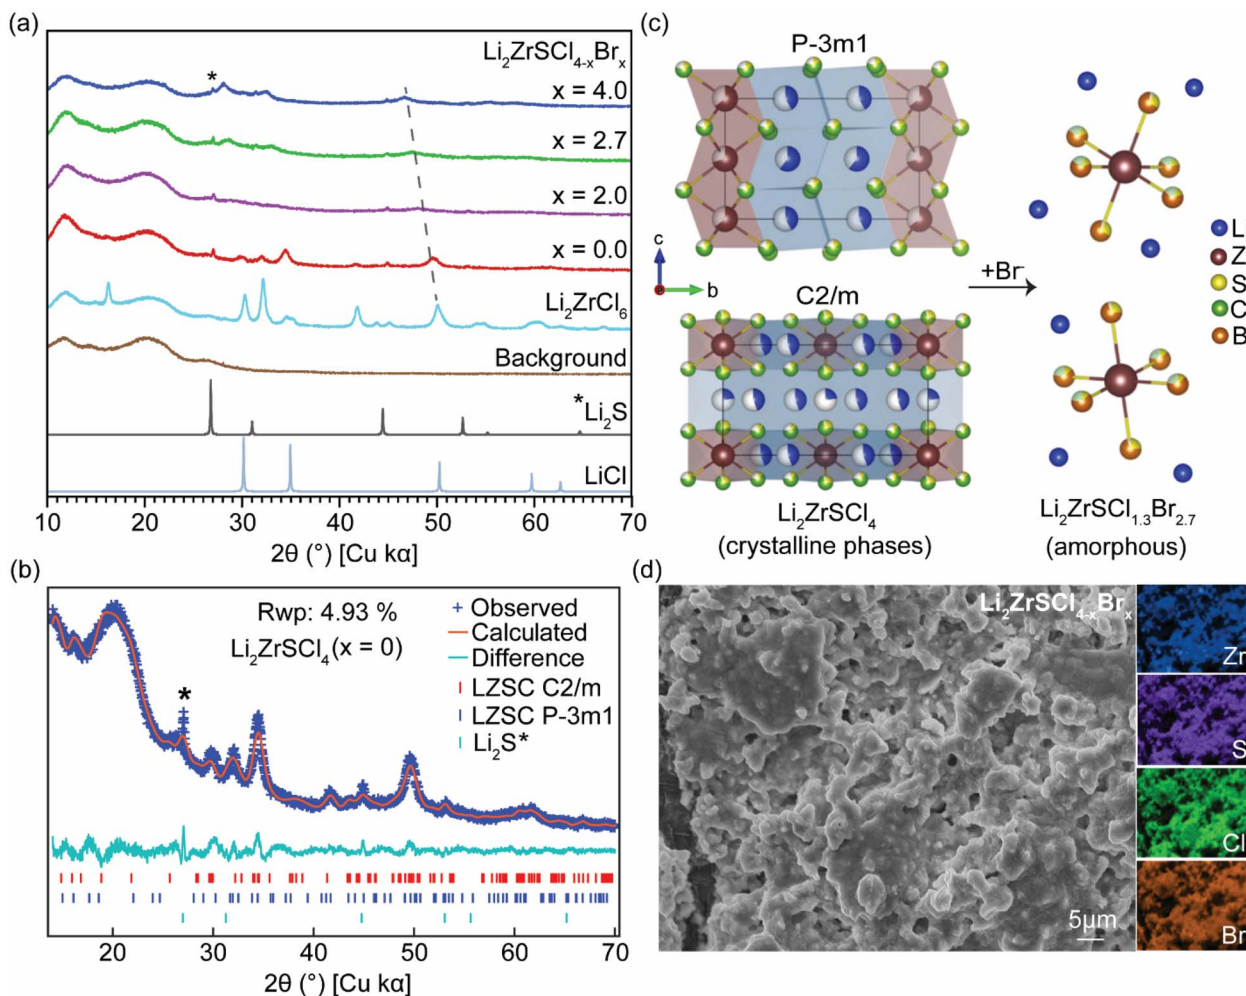 (a)
Li₂ZrSCl₄₋ₓBrₓ
*
x = 4.0
x = 2.7
x = 2.0
x = 0.0
Li₂ZrCl₆
Background
*Li₂S
LiCl
10 20 30 40 50 60 70
2θ (°) [Cu kα]
(b)
Rwp: 4.93 %
Li₂ZrSCl₄(x = 0)
*
Observed
Calculated
Difference
LZSC C2/m
LZSC P-3m1
Li₂S*
20 30 40 50 60 70
2θ (°) [Cu kα]
(c)
P-3m1
c
b
C2/m
+Br⁻
L
Z
S
C
B
Li₂ZrSCl₄
(crystalline phases)
Li₂ZrSCl₁.₃Br₂.₇
(amorphous)
(d)
Li₂ZrSCl₄₋ₓBrₓ
5µm
Zr
S
Cl
Br